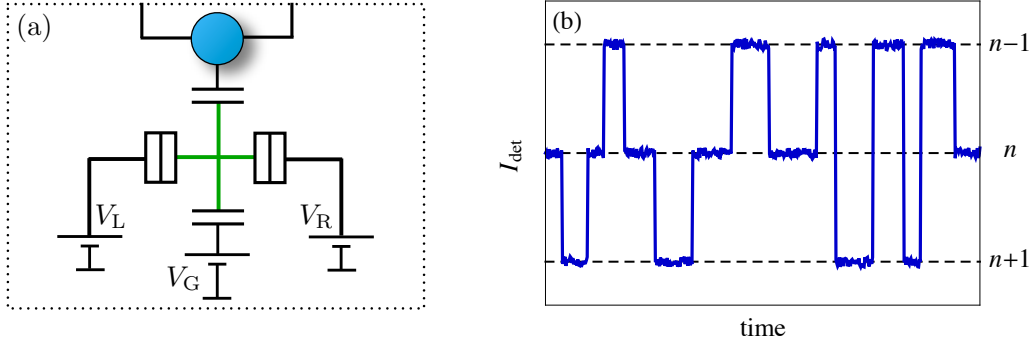 (a)
V_L
V_R
V_G
(b)
I_det
n−1
n
n+1
time